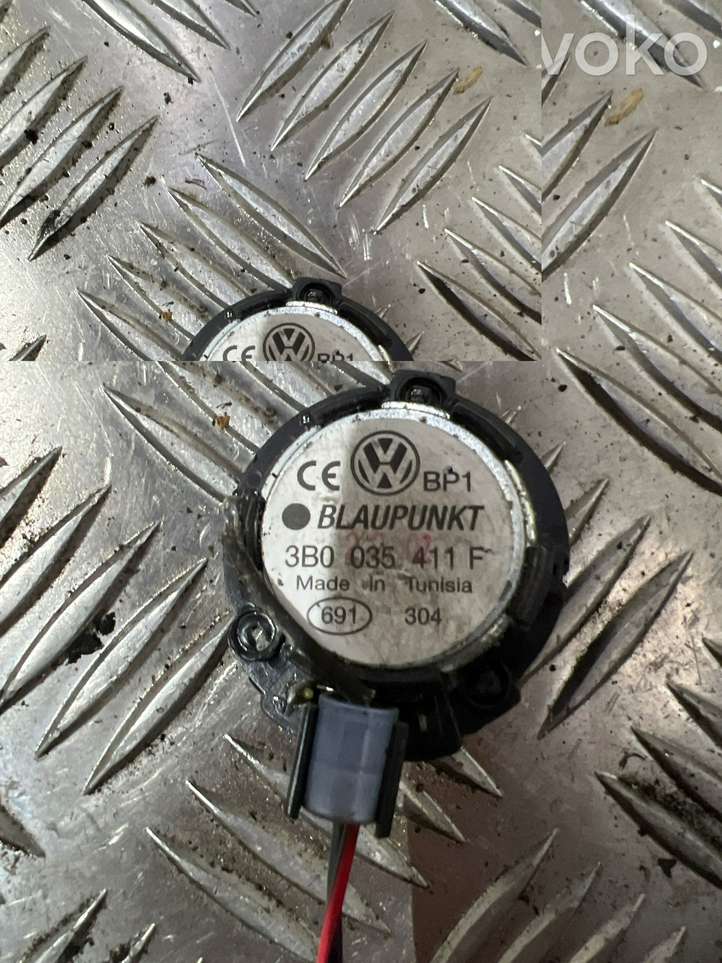 voko
CE BP1
CE BP1
BLAUPUNKT
3B0 035 411 F
Made in Tunisia
691 304